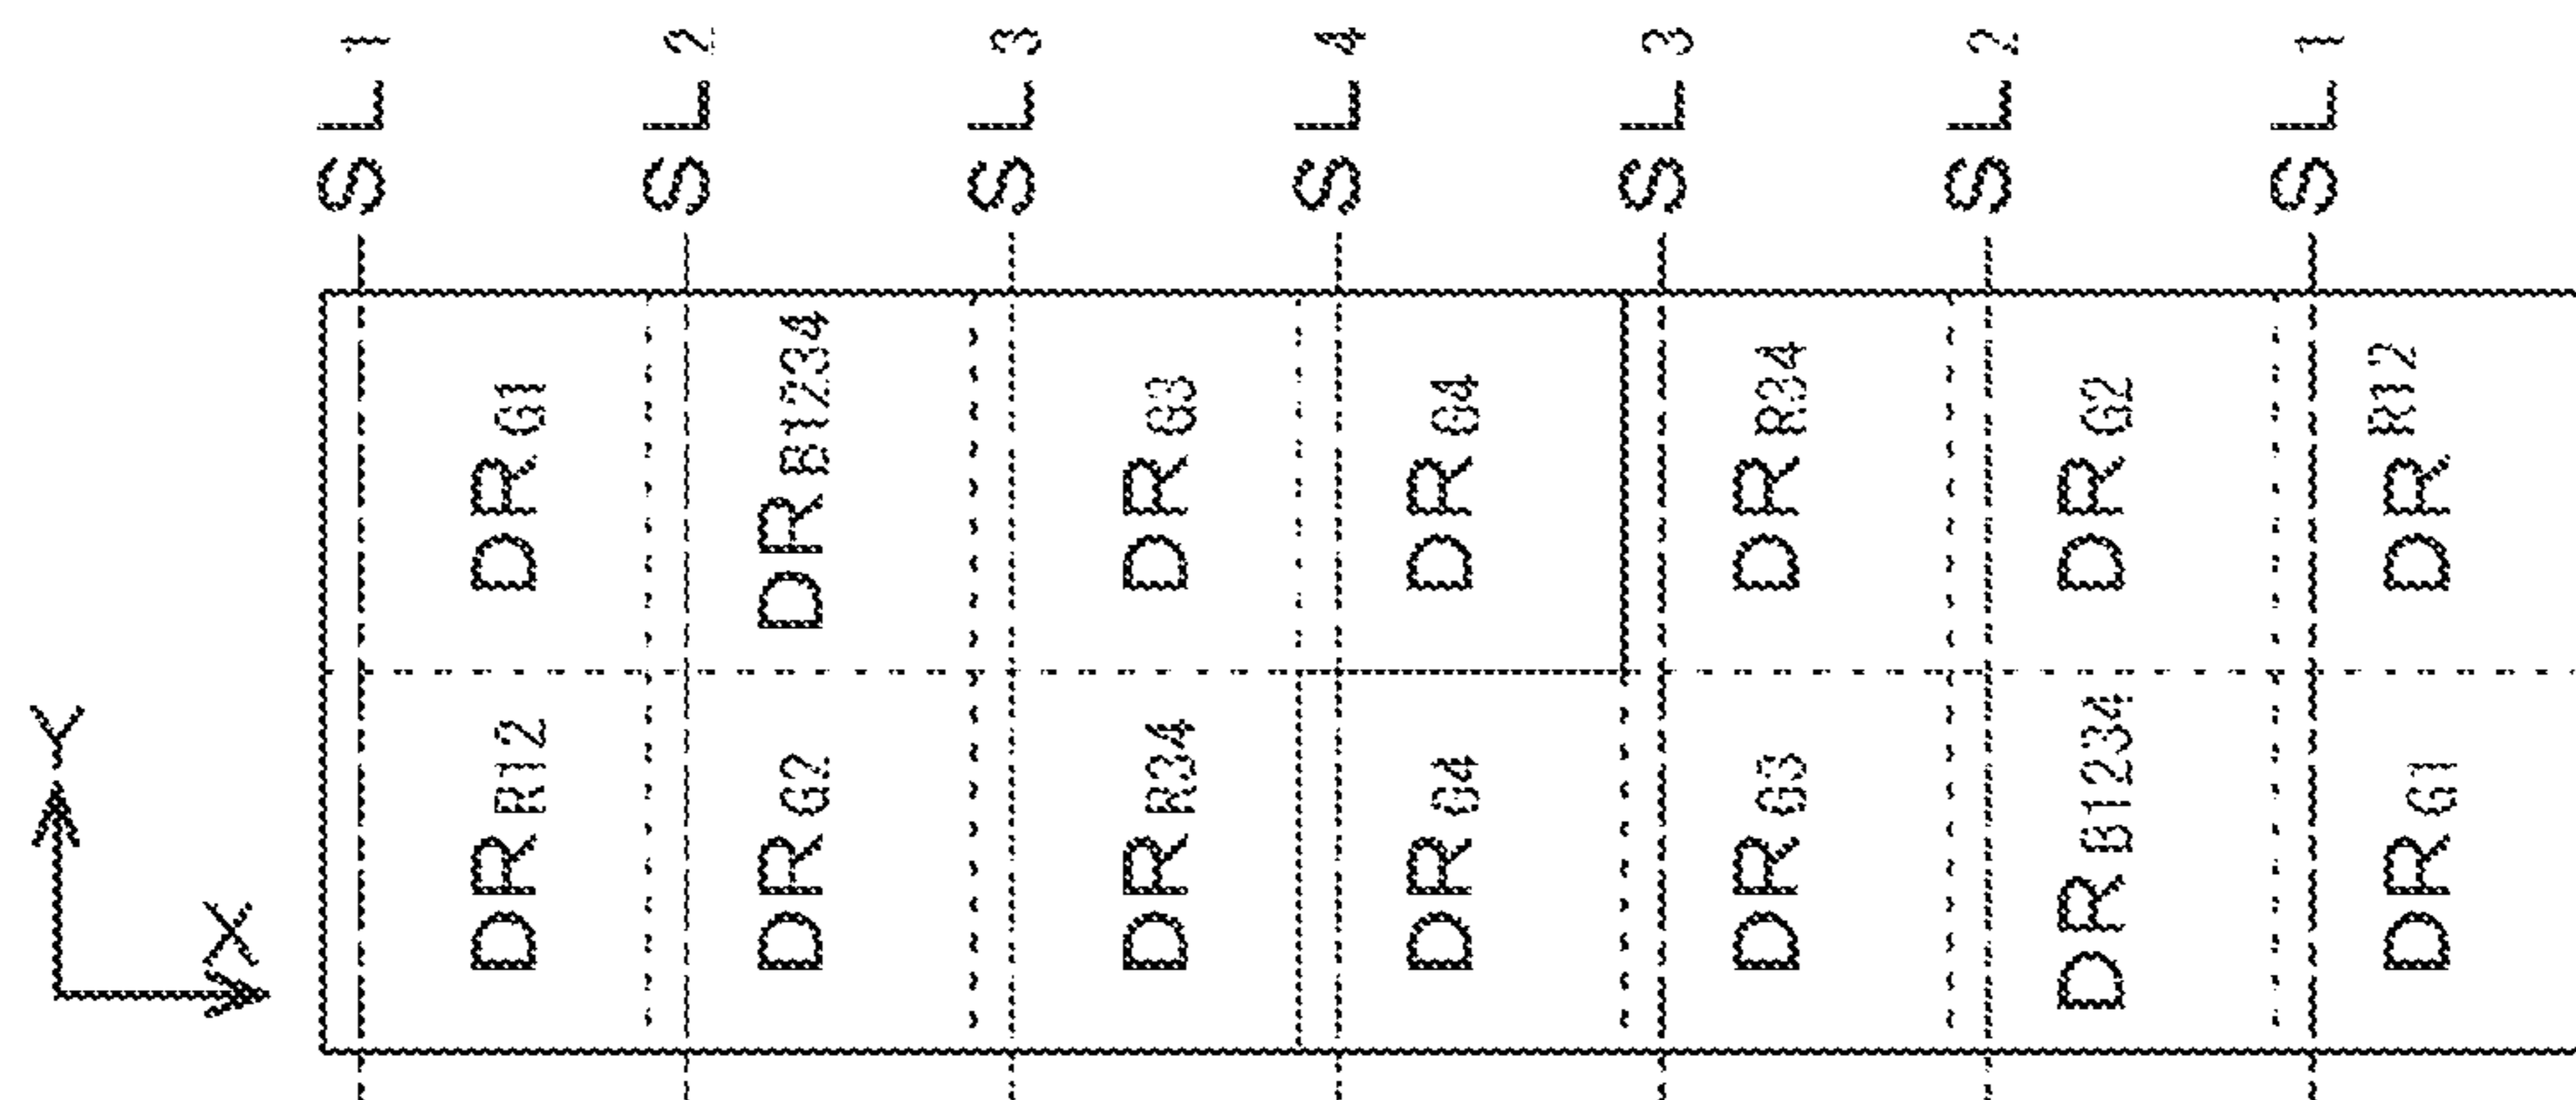 SL1 SL2 SL3 SL4 SL3 SL2 SL1
DRG1 DRB1234 DRG3 DRG4 DRR34 DRG2 DRR12
DRR12 DRG2 DRR34 DRG4 DRG3 DRB1234 DRG1
Y
X